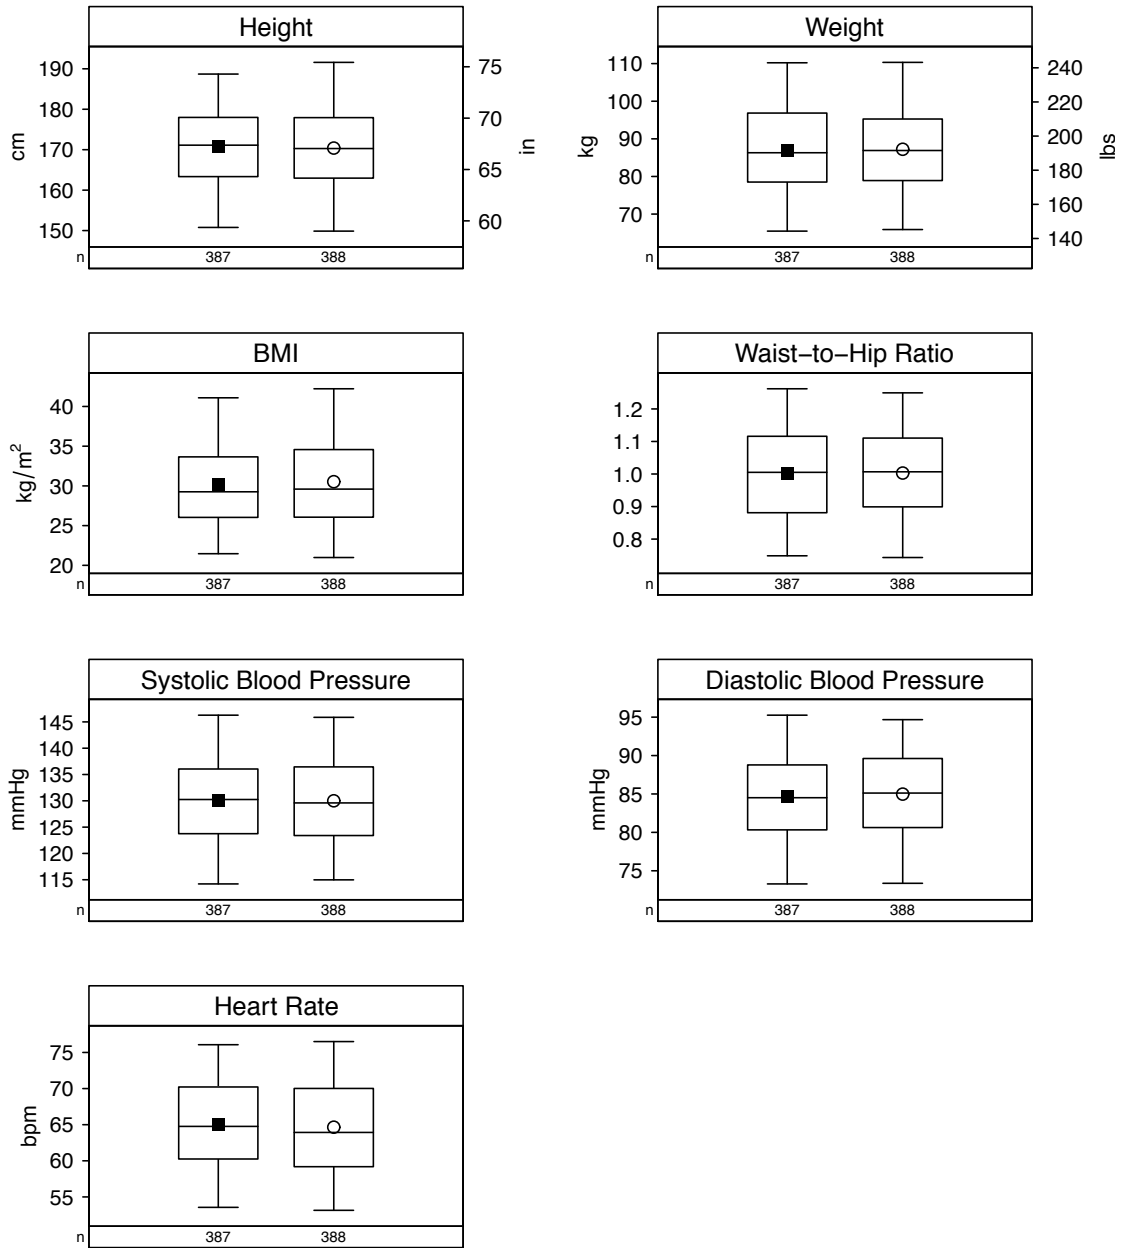 Height
190
180
170
160
150
cm
75
70
65
60
in
n 387 388
Weight
110
100
90
80
70
kg
240
220
200
180
160
140
lbs
n 387 388
BMI
40
35
30
25
20
kg/m²
n 387 388
Waist−to−Hip Ratio
1.2
1.1
1.0
0.9
0.8
n 387 388
Systolic Blood Pressure
145
140
135
130
125
120
115
mmHg
n 387 388
Diastolic Blood Pressure
95
90
85
80
75
mmHg
n 387 388
Heart Rate
75
70
65
60
55
bpm
n 387 388